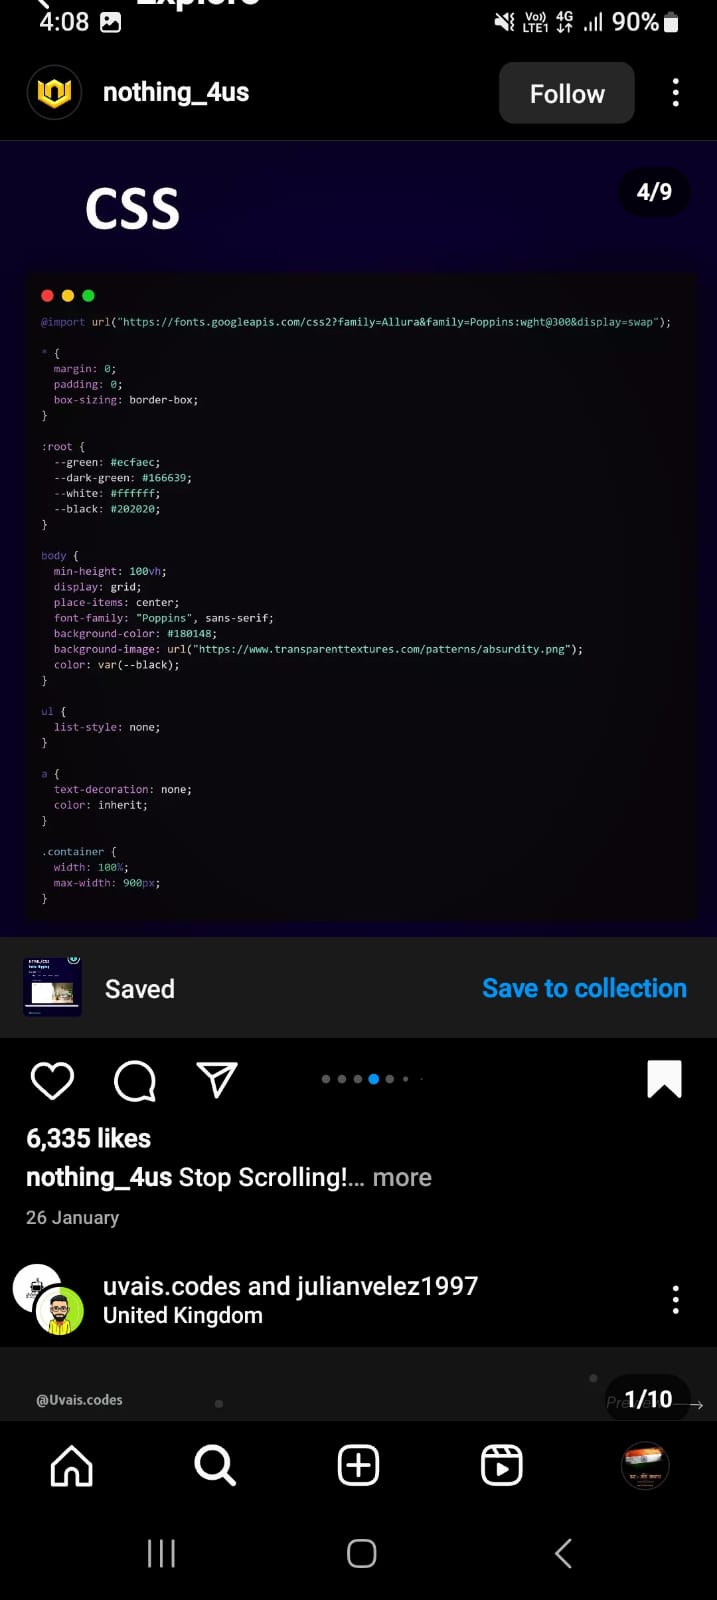 Explore
4:08
Vo)) 4G 90%
LTE1
nothing_4us
Follow
CSS
4/9
@import url("https://fonts.googleapis.com/css2?family=Allura&family=Poppins:wght@300&display=swap");
* {
margin: 0;
padding: 0;
box-sizing: border-box;
}
:root {
--green: #ecfaec;
--dark-green: #166639;
--white: #ffffff;
--black: #202020;
}
body {
min-height: 100vh;
display: grid;
place-items: center;
font-family: "Poppins", sans-serif;
background-color: #180148;
background-image: url("https://www.transparenttextures.com/patterns/absurdity.png");
color: var(--black);
}
ul {
list-style: none;
}
a {
text-decoration: none;
color: inherit;
}
.container {
width: 100%;
max-width: 900px;
}
Saved
Save to collection
6,335 likes
nothing_4us Stop Scrolling!... more
26 January
uvais.codes and julianvelez1997
United Kingdom
@Uvais.codes
1/10